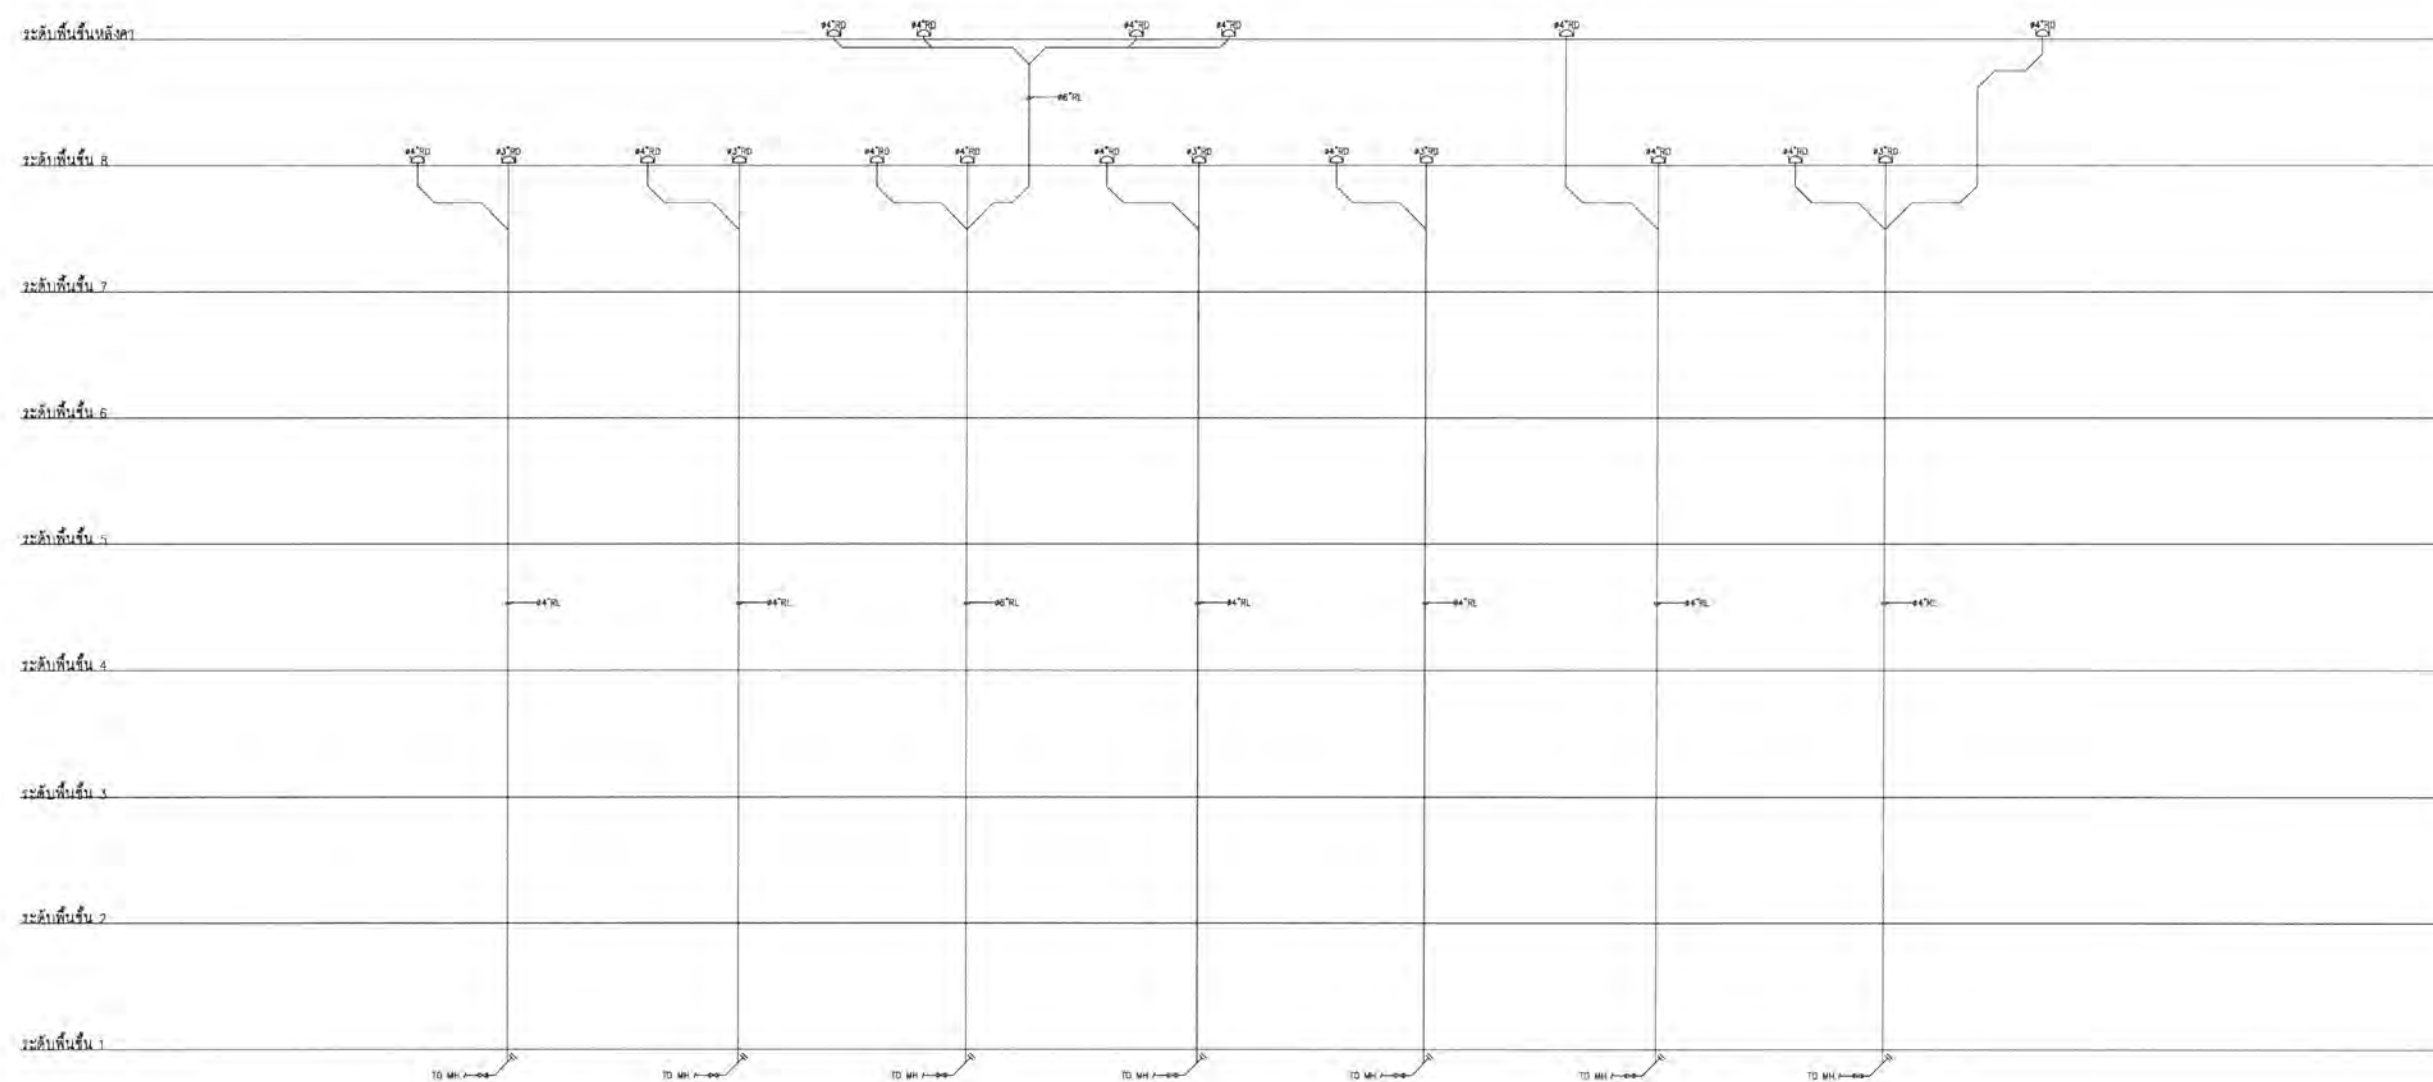 ระดับพื้นชั้นหลังคา
ø4"RD ø4"RD ø4"RD ø4"RD ø4"RD ø4"RD
ø6"RL
ระดับพื้นชั้น 8
ø4"RD ø3"RD ø4"RD ø3"RD ø4"RD ø4"RD ø4"RD ø3"RD ø4"RD ø3"RD ø4"RD ø4"RD ø3"RD
ระดับพื้นชั้น 7
ระดับพื้นชั้น 6
ระดับพื้นชั้น 5
ø4"RL ø4"RL ø6"RL ø4"RL ø4"RL ø4"RL ø4"RL
ระดับพื้นชั้น 4
ระดับพื้นชั้น 3
ระดับพื้นชั้น 2
ระดับพื้นชั้น 1
TO MH. TO MH. TO MH. TO MH. TO MH. TO MH. TO MH.